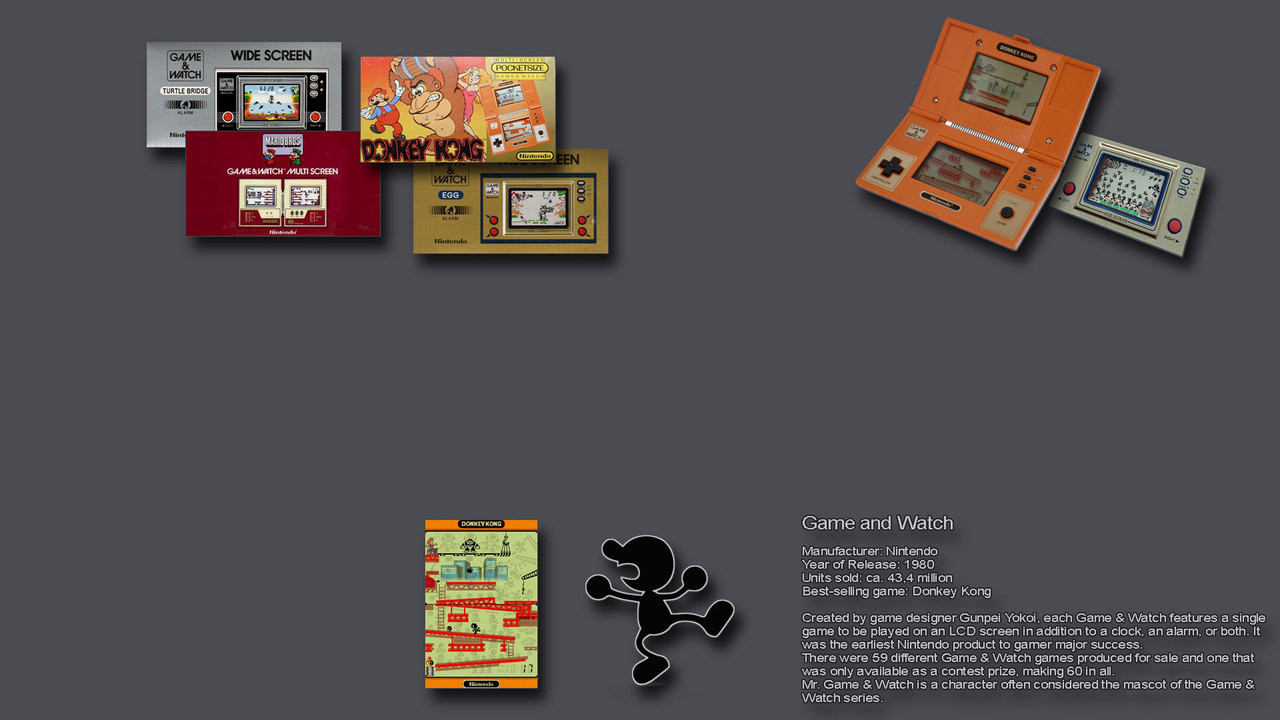 GAME
&
WATCH
WIDE SCREEN
TURTLE BRIDGE
ALARM
MULTI SCREEN
POCKETSIZE
GAME & WATCH
DONKEY KONG
Nintendo
MARIO BROS.
GAME & WATCH MULTI SCREEN
Nintendo
WATCH
EGG
ALARM
Nintendo
DONKEY KONG
DONKEY KONG
Nintendo
Game and Watch
Manufacturer: Nintendo
Year of Release: 1980
Units sold: ca. 43,4 million
Best-selling game: Donkey Kong
Created by game designer Gunpei Yokoi, each Game & Watch features a single
game to be played on an LCD screen in addition to a clock, an alarm, or both. It
was the earliest Nintendo product to garner major success.
There were 59 different Game & Watch games produced for sale and one that
was only available as a contest prize, making 60 in all.
Mr. Game & Watch is a character often considered the mascot of the Game &
Watch series.